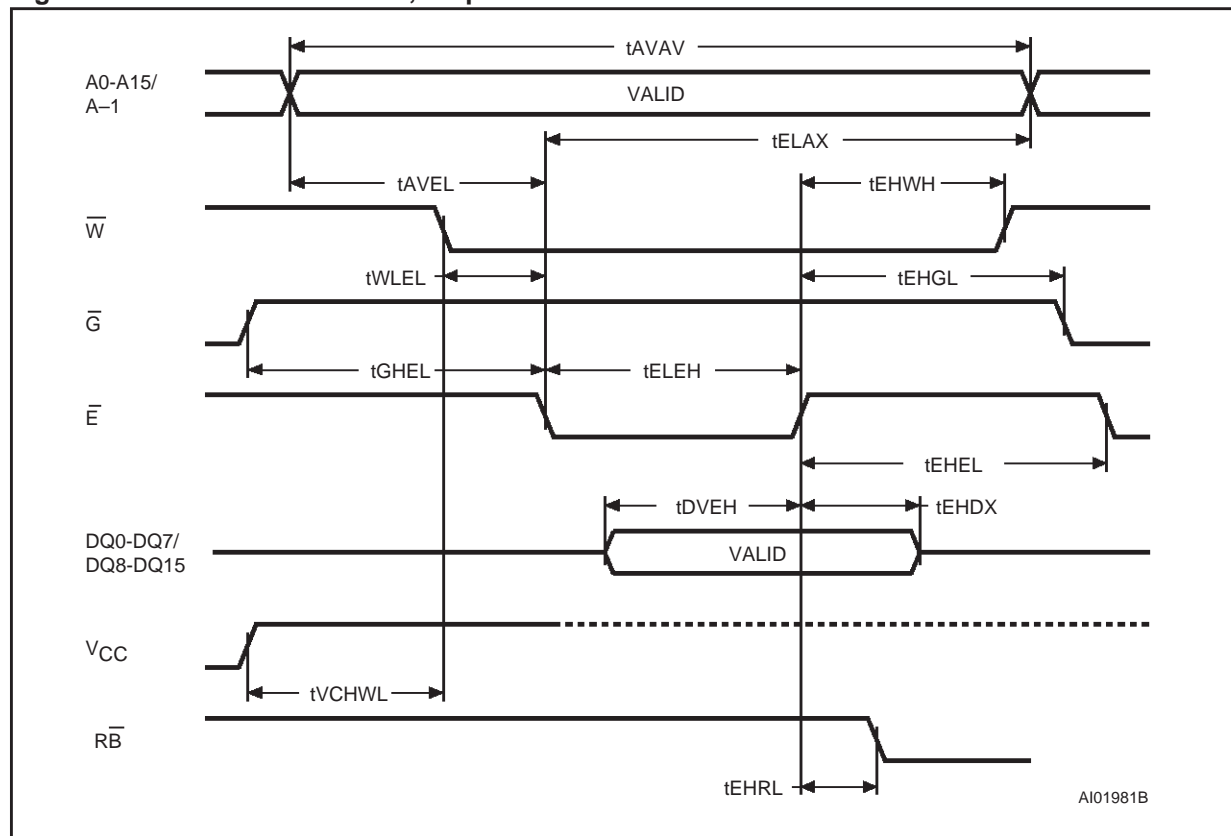 tAVAV
A0-A15/
A–1
VALID
tELAX
tAVEL
tEHWH
W̅
tWLEL
tEHGL
G̅
tGHEL
tELEH
E̅
tEHEL
tDVEH
tEHDX
DQ0-DQ7/
DQ8-DQ15
VALID
VCC
tVCHWL
RB̅
tEHRL
AI01981B